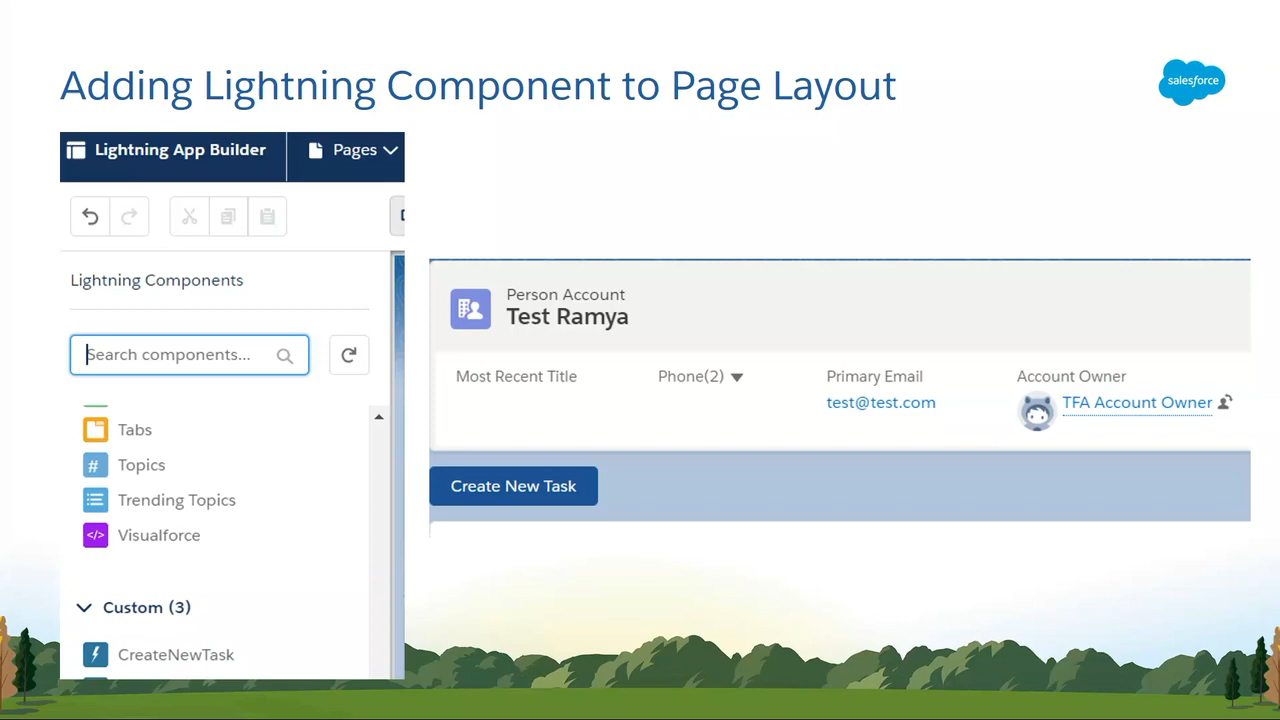 Adding Lightning Component to Page Layout
salesforce
Lightning App Builder
Pages
Lightning Components
Search components...
Tabs
# Topics
Trending Topics
</> Visualforce
Custom (3)
CreateNewTask
Person Account
Test Ramya
Most Recent Title
Phone(2)
Primary Email
test@test.com
Account Owner
TFA Account Owner
Create New Task